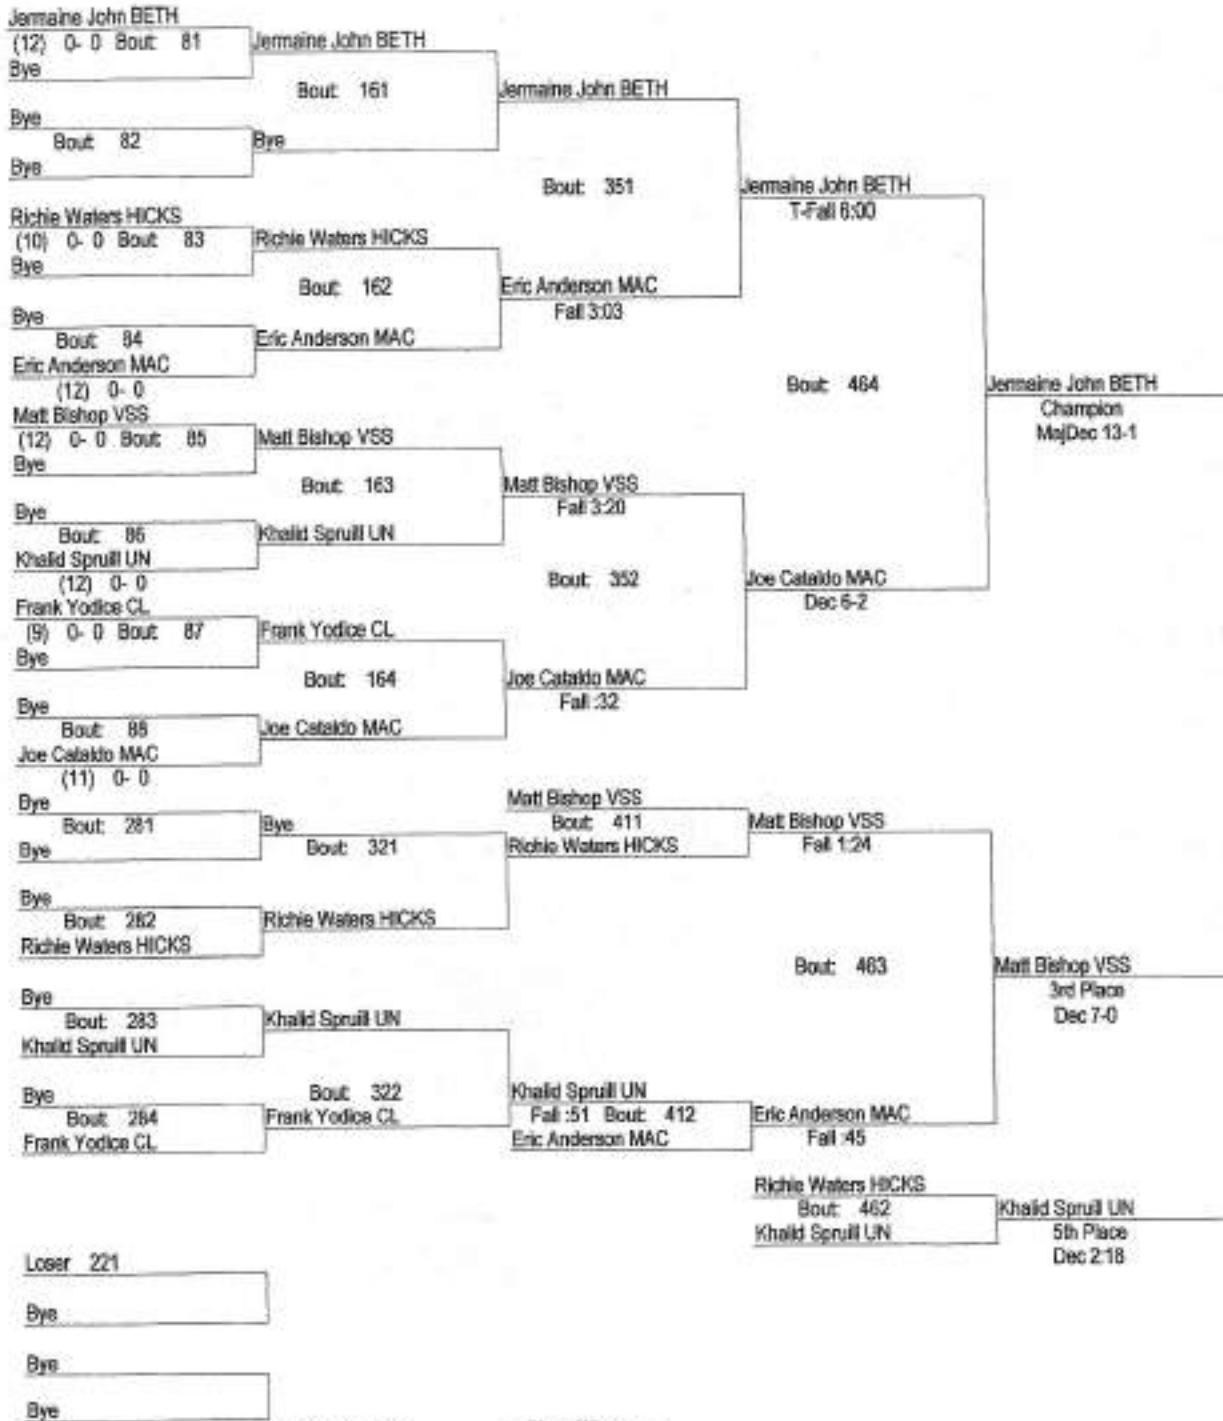 Jermaine John BETH
(12) 0- 0 Bout: 81
Bye
Jermaine John BETH
Bout: 161
Jermaine John BETH
Bye
Bout: 82
Bye
Bye
Bout: 351
Jermaine John BETH
T-Fall 6:00
Richie Waters HICKS
(10) 0- 0 Bout: 83
Bye
Richie Waters HICKS
Bout: 162
Eric Anderson MAC
Fall 3:03
Bye
Bout: 84
Eric Anderson MAC
(12) 0- 0
Eric Anderson MAC
Bout: 464
Jermaine John BETH
Champion
MajDec 13-1
Matt Bishop VSS
(12) 0- 0 Bout: 85
Bye
Matt Bishop VSS
Bout: 163
Matt Bishop VSS
Fall 3:20
Bye
Bout: 86
Khalid Spruill UN
(12) 0- 0
Khalid Spruill UN
Bout: 352
Joe Cataldo MAC
Dec 6-2
Frank Yodice CL
(9) 0- 0 Bout: 87
Bye
Frank Yodice CL
Bout: 164
Joe Cataldo MAC
Fall :32
Bye
Bout: 88
Joe Cataldo MAC
(11) 0- 0
Joe Cataldo MAC
Bye
Bout: 281
Bye
Bye
Bout: 321
Matt Bishop VSS
Bout: 411
Richie Waters HICKS
Matt Bishop VSS
Fall 1:24
Bye
Bout: 282
Richie Waters HICKS
Richie Waters HICKS
Bout: 463
Matt Bishop VSS
3rd Place
Dec 7-0
Bye
Bout: 283
Khalid Spruill UN
Khalid Spruill UN
Bout: 322
Khalid Spruill UN
Fall :51 Bout: 412
Eric Anderson MAC
Eric Anderson MAC
Fall :45
Bye
Bout: 284
Frank Yodice CL
Frank Yodice CL
Richie Waters HICKS
Bout: 462
Khalid Spruill UN
Khalid Spruill UN
5th Place
Dec 2:18
Loser 221
Bye
Bye
Bye